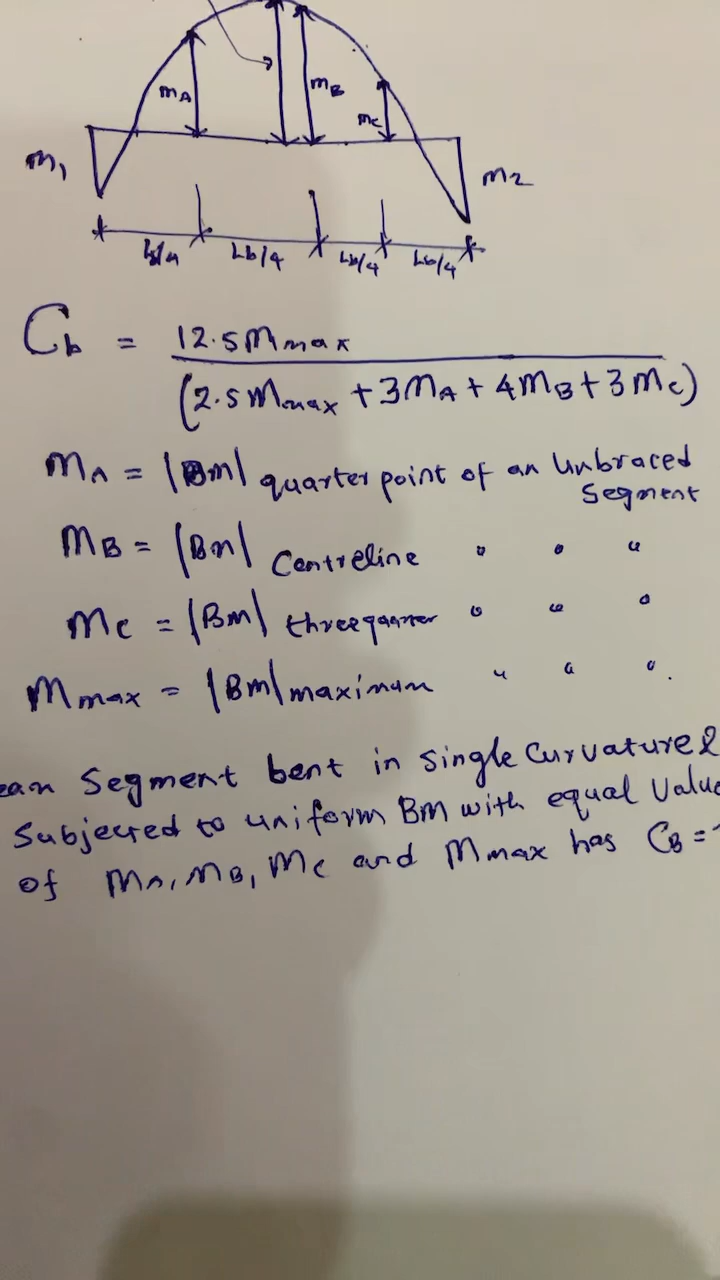 mA
mB
mc
m1
m2
Lb/4 Lb/4 Lb/4 Lb/4
Cb = 12.5Mmax
(2.5Mmax + 3MA + 4MB + 3Mc)
MA = |BM| quarter point of an Unbraced
Segment
MB = |BM| Centreline " " "
Mc = |BM| threequarter " " "
Mmax = |BM| maximum " " ".
Segment bent in single Curvature &
Subjected to uniform BM with equal Value
of MA, MB, Mc and Mmax has CB =